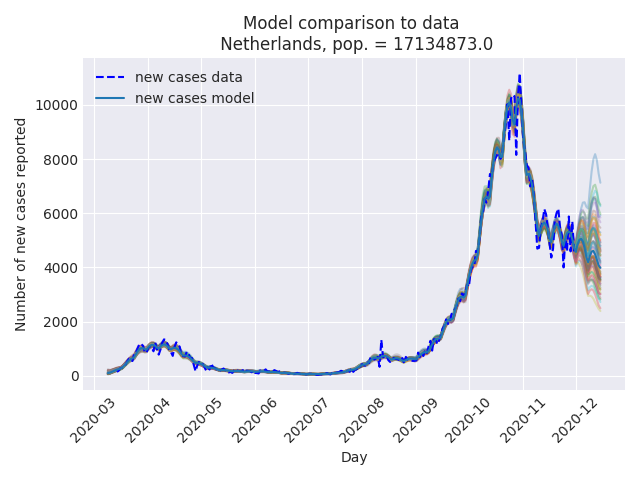 Model comparison to data
Netherlands, pop. = 17134873.0
new cases data
new cases model
Number of new cases reported
10000
8000
6000
4000
2000
0
2020-03
2020-04
2020-05
2020-06
2020-07
2020-08
2020-09
2020-10
2020-11
2020-12
Day